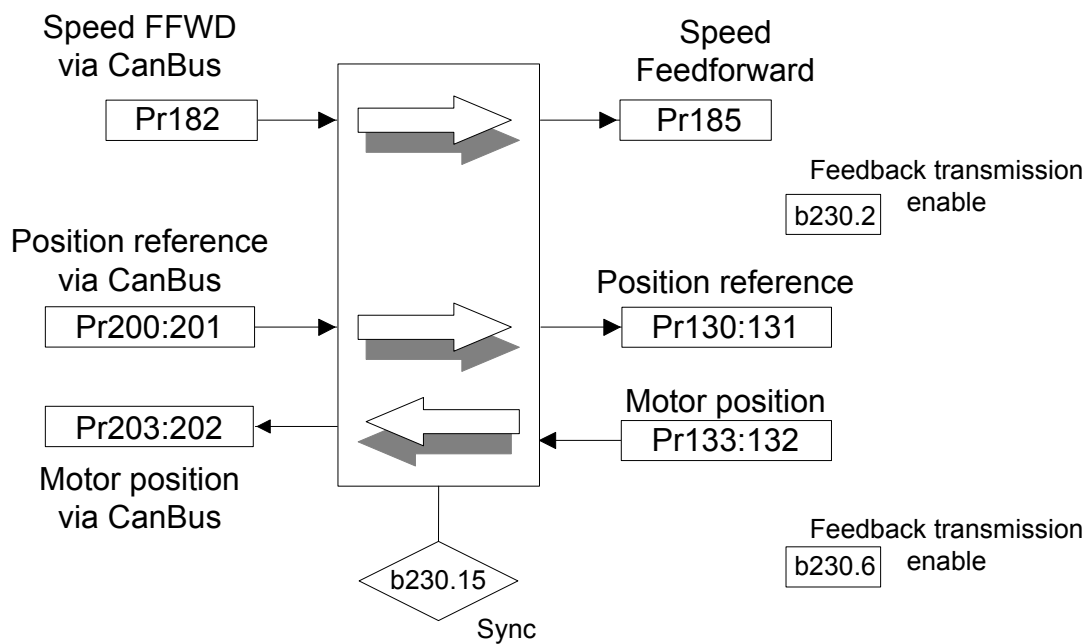 Speed FFWD
via CanBus
Pr182
Speed
Feedforward
Pr185
Feedback transmission
enable
b230.2
Position reference
via CanBus
Pr200:201
Position reference
Pr130:131
Pr203:202
Motor position
via CanBus
Motor position
Pr133:132
Feedback transmission
enable
b230.6
b230.15
Sync